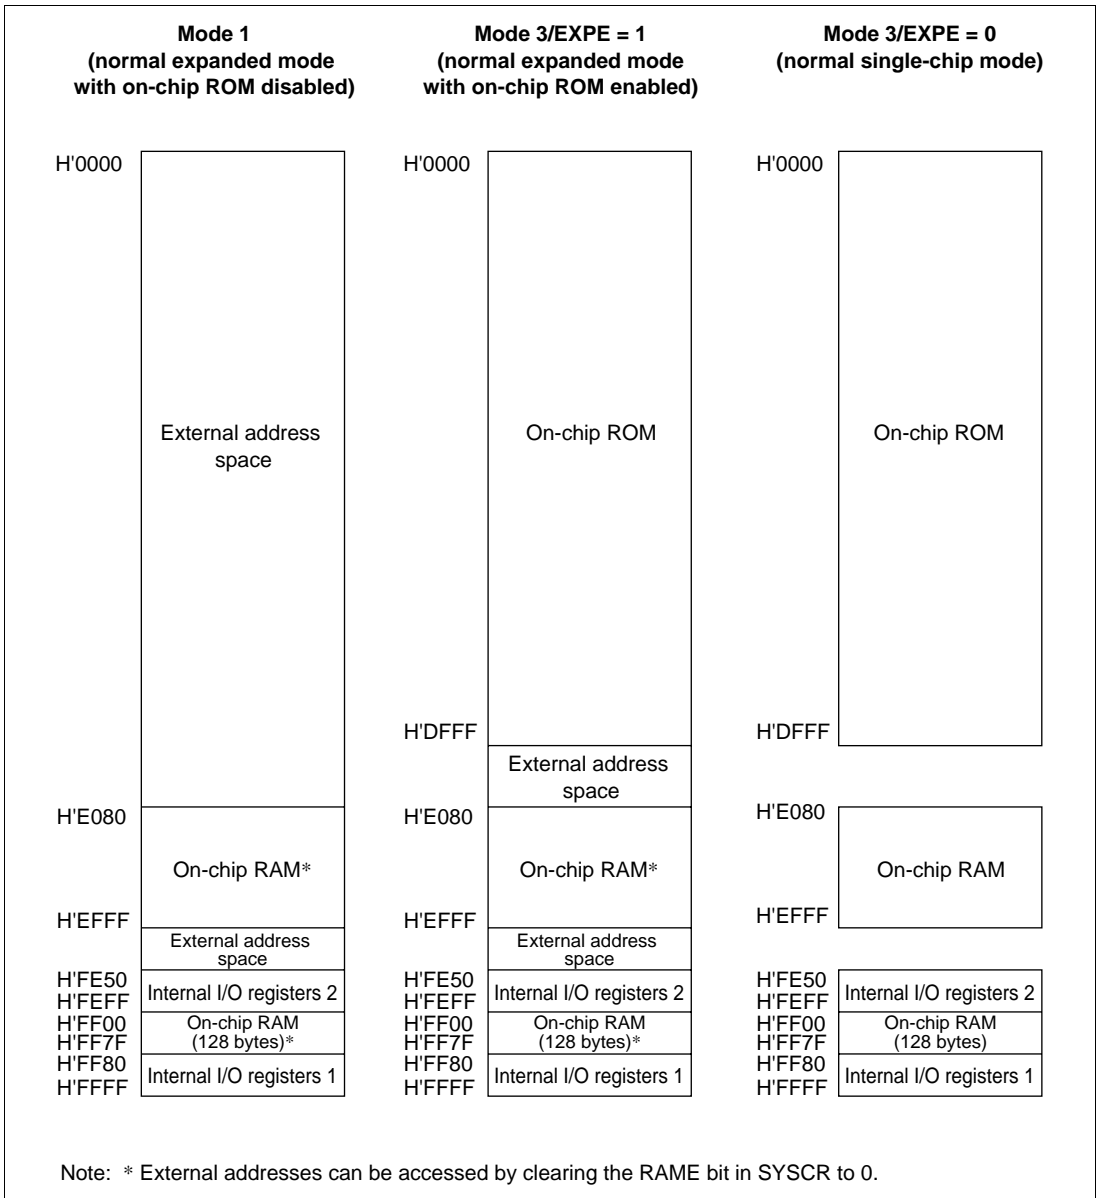 Mode 1
(normal expanded mode
with on-chip ROM disabled)
H'0000
External address
space
H'E080
On-chip RAM*
H'EFFF
External address
space
H'FE50
Internal I/O registers 2
H'FEFF
H'FF00
On-chip RAM
(128 bytes)*
H'FF7F
H'FF80
Internal I/O registers 1
H'FFFF
Mode 3/EXPE = 1
(normal expanded mode
with on-chip ROM enabled)
H'0000
On-chip ROM
H'DFFF
External address
space
H'E080
On-chip RAM*
H'EFFF
External address
space
H'FE50
Internal I/O registers 2
H'FEFF
H'FF00
On-chip RAM
(128 bytes)*
H'FF7F
H'FF80
Internal I/O registers 1
H'FFFF
Mode 3/EXPE = 0
(normal single-chip mode)
H'0000
On-chip ROM
H'DFFF
H'E080
On-chip RAM
H'EFFF
H'FE50
Internal I/O registers 2
H'FEFF
H'FF00
On-chip RAM
(128 bytes)
H'FF7F
H'FF80
Internal I/O registers 1
H'FFFF
Note: * External addresses can be accessed by clearing the RAME bit in SYSCR to 0.